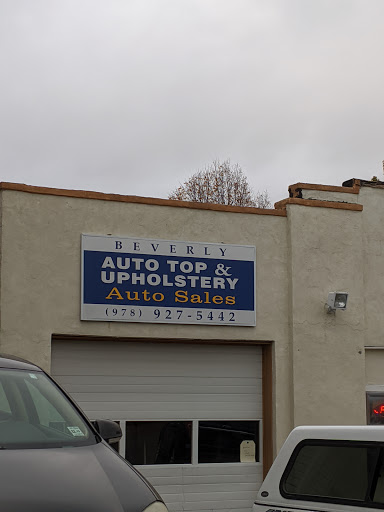 BEVERLY
AUTO TOP &
UPHOLSTERY
Auto Sales
(978) 927-5442